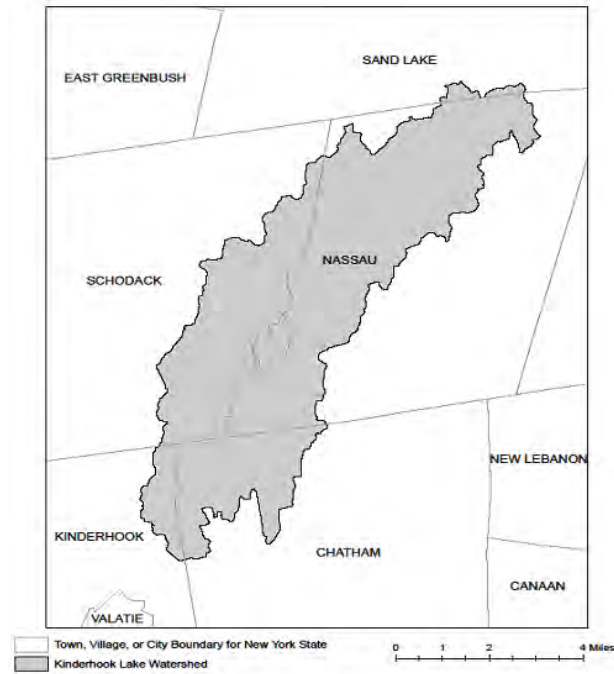 SAND LAKE
EAST GREENBUSH
NASSAU
SCHODACK
NEW LEBANON
KINDERHOOK
CHATHAM
CANAAN
VALATIE
Town, Village, or City Boundary for New York State
Kinderhook Lake Watershed
0 1 2 4 Miles